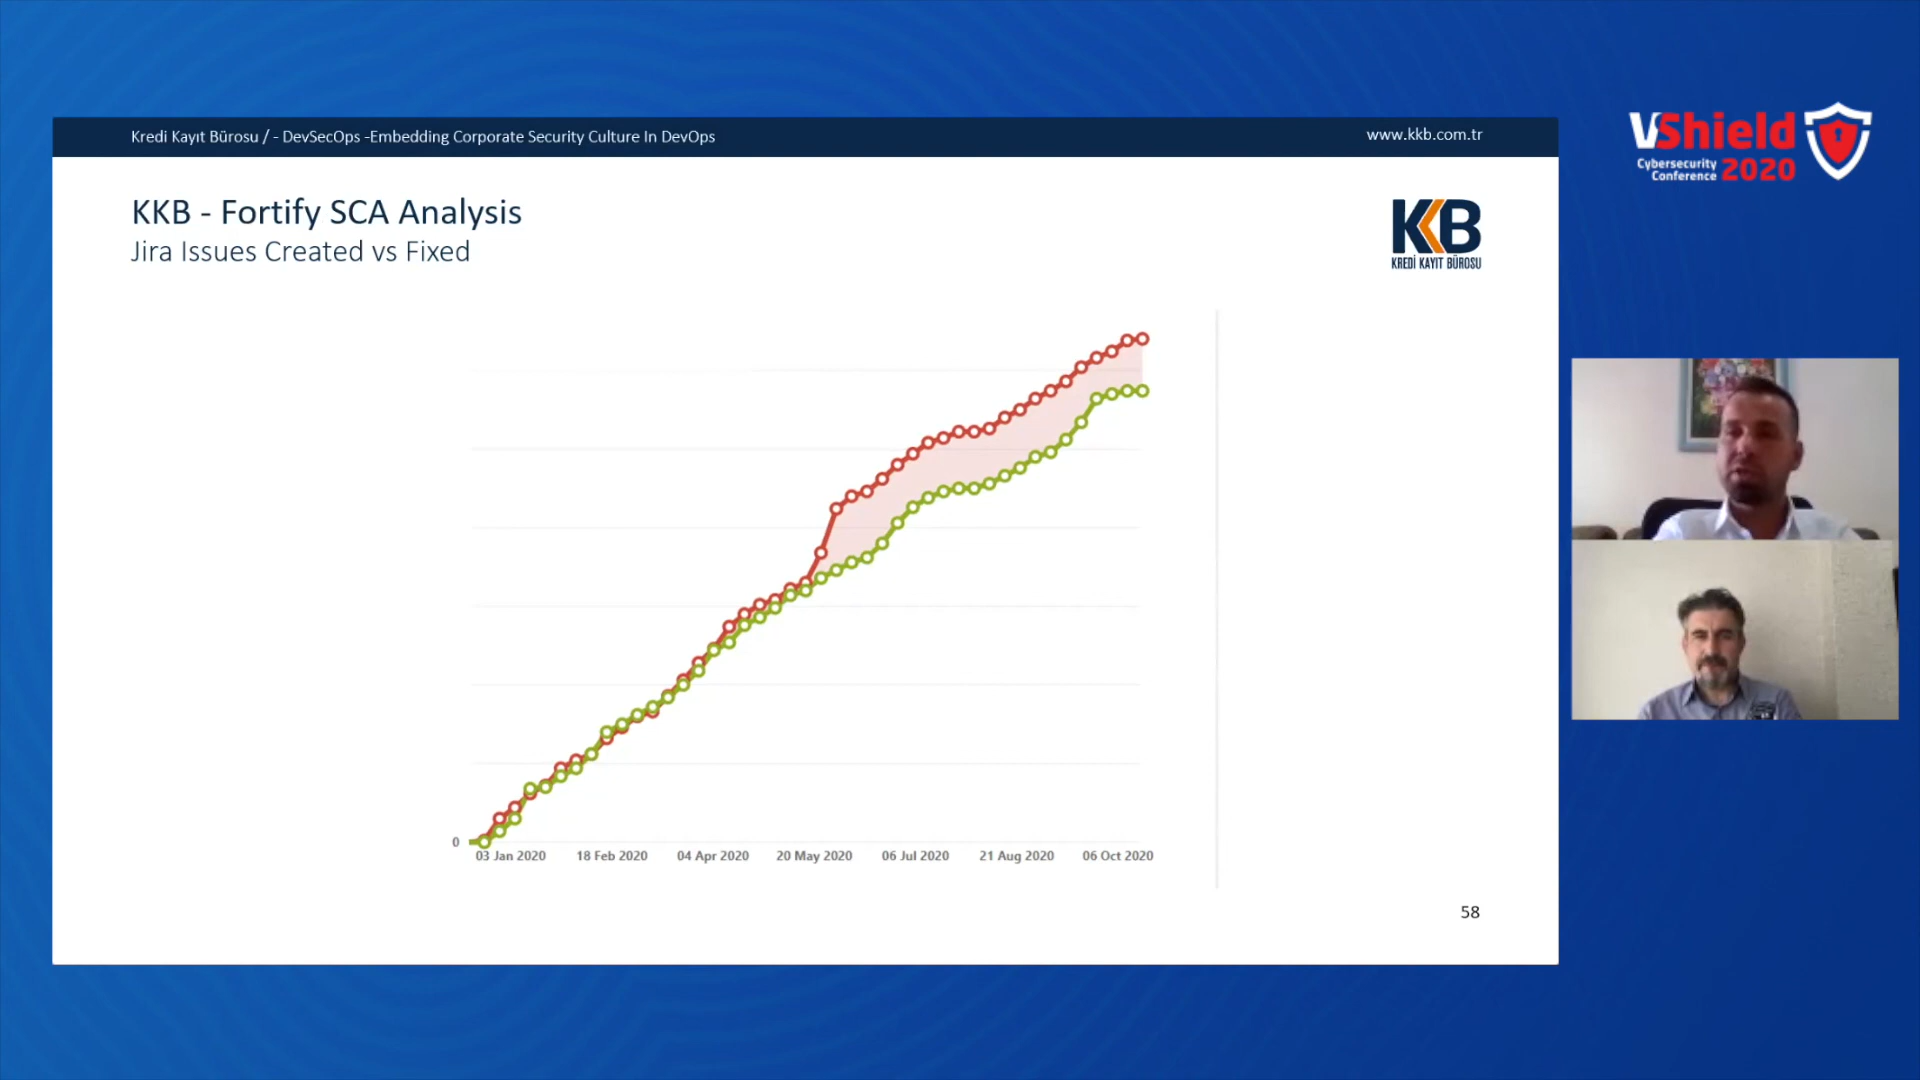 Kredi Kayıt Bürosu / - DevSecOps -Embedding Corporate Security Culture In DevOps
www.kkb.com.tr
VShield
Cybersecurity
Conference 2020
KKB - Fortify SCA Analysis
Jira Issues Created vs Fixed
KKB
KREDİ KAYIT BÜROSU
0
03 Jan 2020
18 Feb 2020
04 Apr 2020
20 May 2020
06 Jul 2020
21 Aug 2020
06 Oct 2020
58